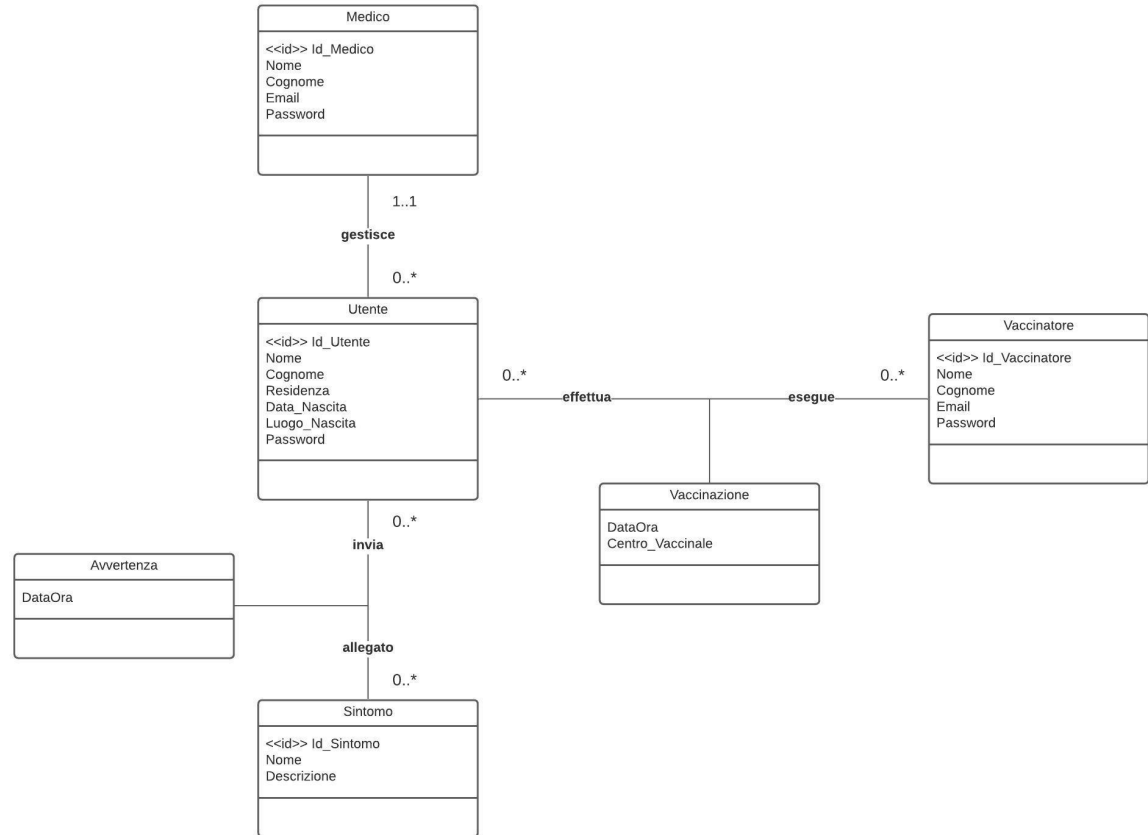 Medico
<<id>> Id_Medico
Nome
Cognome
Email
Password
1..1
gestisce
0..*
Utente
<<id>> Id_Utente
Nome
Cognome
Residenza
Data_Nascita
Luogo_Nascita
Password
0..*
effettua
esegue
0..*
Vaccinatore
<<id>> Id_Vaccinatore
Nome
Cognome
Email
Password
Vaccinazione
DataOra
Centro_Vaccinale
0..*
invia
Avvertenza
DataOra
allegato
0..*
Sintomo
<<id>> Id_Sintomo
Nome
Descrizione